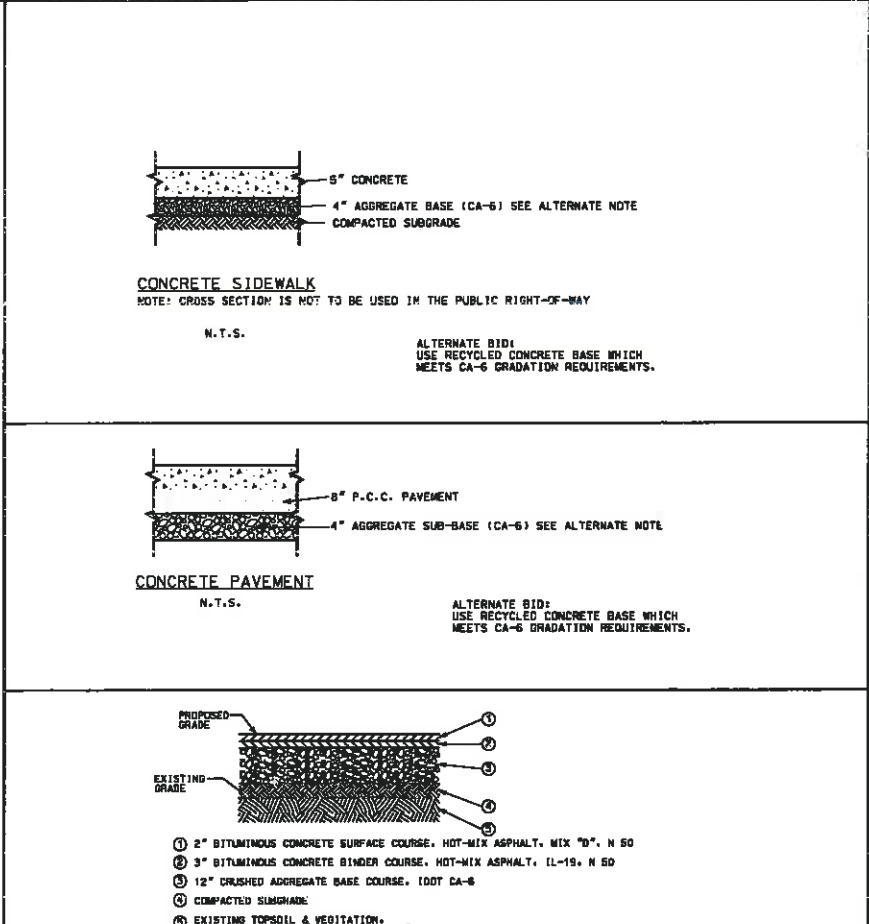 5" CONCRETE
4" AGGREGATE BASE (CA-6) SEE ALTERNATE NOTE
COMPACTED SUBGRADE
CONCRETE SIDEWALK
NOTE: CROSS SECTION IS NOT TO BE USED IN THE PUBLIC RIGHT-OF-WAY
N.T.S.
ALTERNATE BID:
USE RECYCLED CONCRETE BASE WHICH
MEETS CA-6 GRADATION REQUIREMENTS.
8" P.C.C. PAVEMENT
4" AGGREGATE SUB-BASE (CA-6) SEE ALTERNATE NOTE
CONCRETE PAVEMENT
N.T.S.
ALTERNATE BID:
USE RECYCLED CONCRETE BASE WHICH
MEETS CA-6 GRADATION REQUIREMENTS.
PROPOSED
GRADE
①
②
③
EXISTING
GRADE
④
⑤
① 2" BITUMINOUS CONCRETE SURFACE COURSE. HOT-MIX ASPHALT. MIX "D". N 50
② 3" BITUMINOUS CONCRETE BINDER COURSE. HOT-MIX ASPHALT. IL-19. N 50
③ 12" CRUSHED AGGREGATE BASE COURSE. IDOT CA-6
④ COMPACTED SUBGRADE
⑤ EXISTING TOPSOIL & VEGITATION.